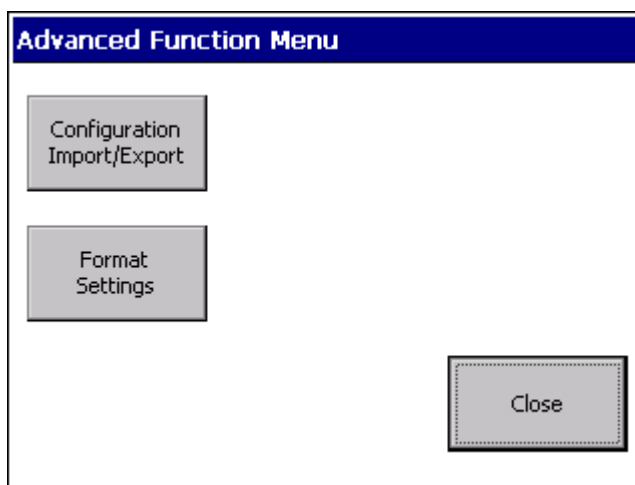 Advanced Function Menu
Configuration
Import/Export
Format
Settings
Close